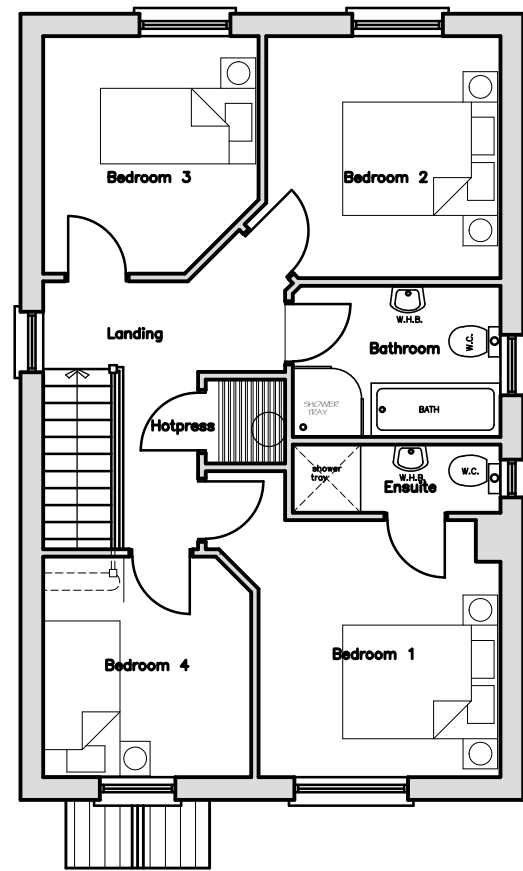 Bedroom 3
Bedroom 2
Landing
W.H.B.
W.C.
Bathroom
SHOWER
TRAY
BATH
Hotpress
shower
tray.
W.H.B.
W.C.
Ensuite
Bedroom 4
Bedroom 1